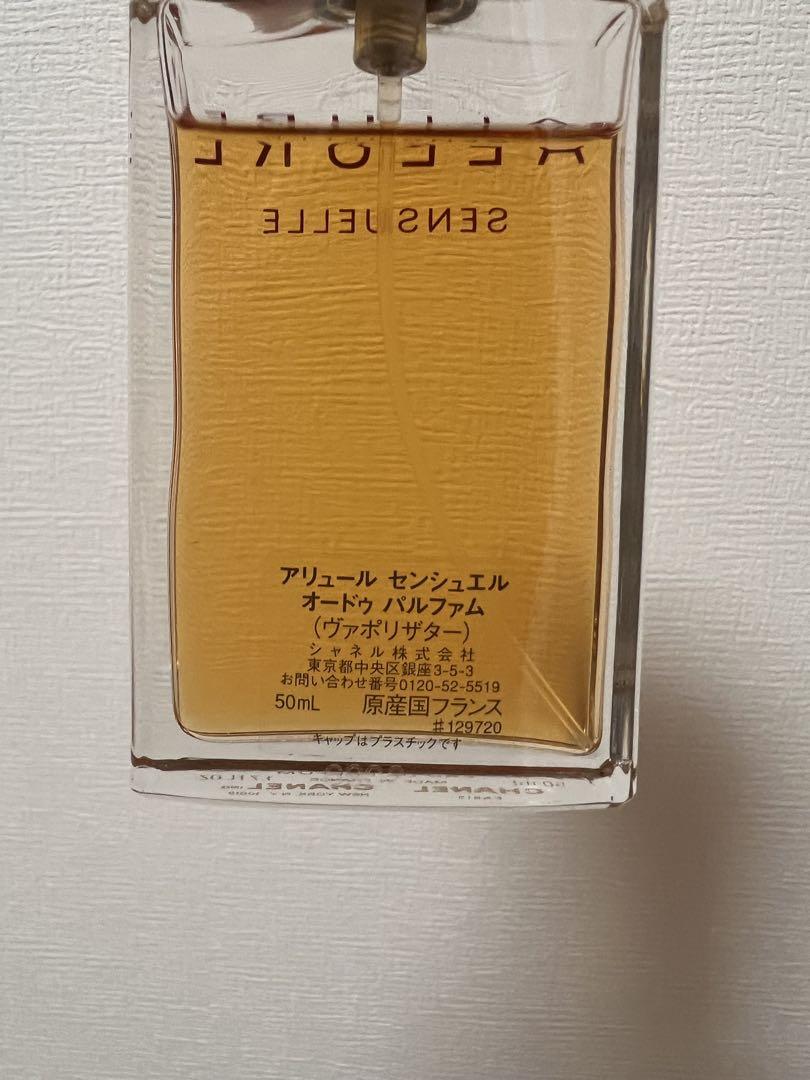 ALLURE
SENSUELLE
アリュール センシュエル
オードゥ パルファム
(ヴァポリザター)
シャネル株式会社
東京都中央区銀座3-5-3
お問い合わせ番号0120-52-5519
50mL 原産国フランス
#129720
キャップはプラスチックです
CHANEL
CHANEL